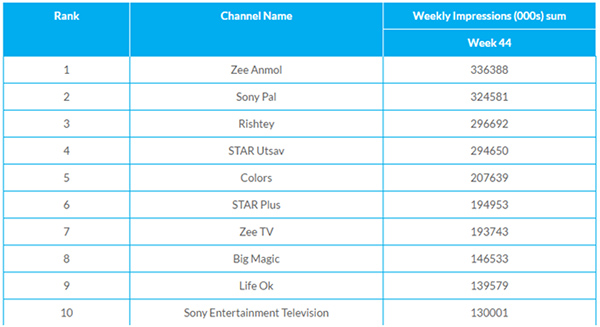 Rank Channel Name Weekly Impressions (000s) sum
Week 44
1 Zee Anmol 336388
2 Sony Pal 324581
3 Rishtey 296692
4 STAR Utsav 294650
5 Colors 207639
6 STAR Plus 194953
7 Zee TV 193743
8 Big Magic 146533
9 Life Ok 139579
10 Sony Entertainment Television 130001